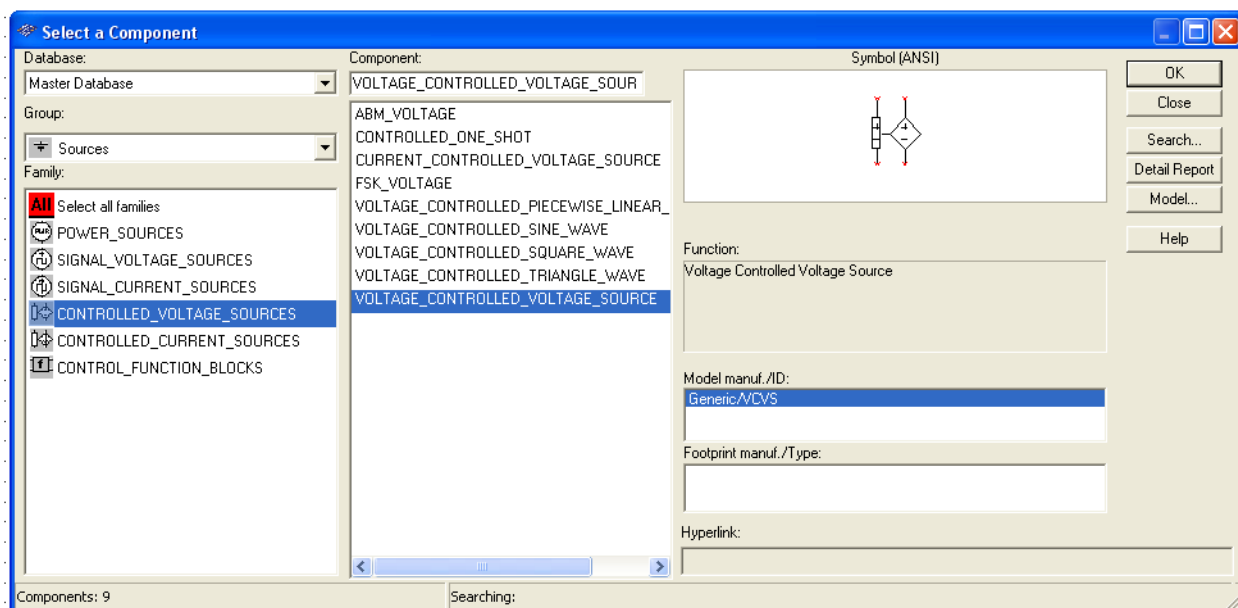 Select a Component
Database:
Master Database
Group:
Sources
Family:
All Select all families
PWR POWER_SOURCES
SIGNAL_VOLTAGE_SOURCES
SIGNAL_CURRENT_SOURCES
CONTROLLED_VOLTAGE_SOURCES
CONTROLLED_CURRENT_SOURCES
f CONTROL_FUNCTION_BLOCKS
Component:
VOLTAGE_CONTROLLED_VOLTAGE_SOUR
ABM_VOLTAGE
CONTROLLED_ONE_SHOT
CURRENT_CONTROLLED_VOLTAGE_SOURCE
FSK_VOLTAGE
VOLTAGE_CONTROLLED_PIECEWISE_LINEAR_
VOLTAGE_CONTROLLED_SINE_WAVE
VOLTAGE_CONTROLLED_SQUARE_WAVE
VOLTAGE_CONTROLLED_TRIANGLE_WAVE
VOLTAGE_CONTROLLED_VOLTAGE_SOURCE
Symbol (ANSI)
Function:
Voltage Controlled Voltage Source
Model manuf./ID:
Generic/VCVS
Footprint manuf./Type:
Hyperlink:
OK
Close
Search...
Detail Report
Model...
Help
Components: 9
Searching: